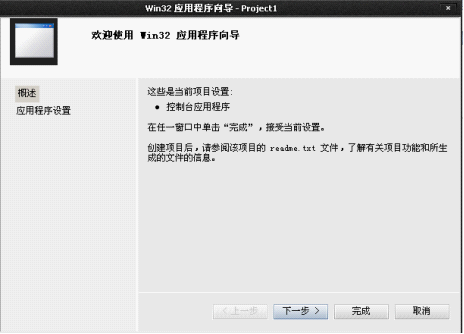 Win32 应用程序向导 - Project1
欢迎使用 Win32 应用程序向导
概述
应用程序设置
这些是当前项目设置:
• 控制台应用程序
在任一窗口中单击“完成”,接受当前设置。
创建项目后,请参阅该项目的 readme.txt 文件,了解有关项目功能和所生
成的文件的信息。
< 上一步
下一步 >
完成
取消